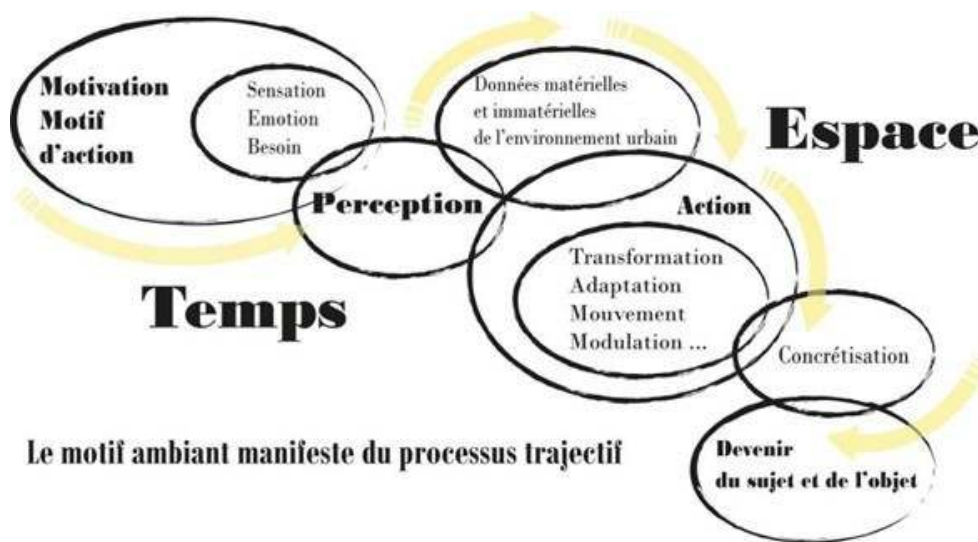 Motivation
Motif
d'action
Sensation
Emotion
Besoin
Perception
Données matérielles
et immatérielles
de l'environnement urbain
Espace
Action
Transformation
Adaptation
Mouvement
Modulation ...
Temps
Concrétisation
Devenir
du sujet et de l'objet
Le motif ambiant manifeste du processus trajectif